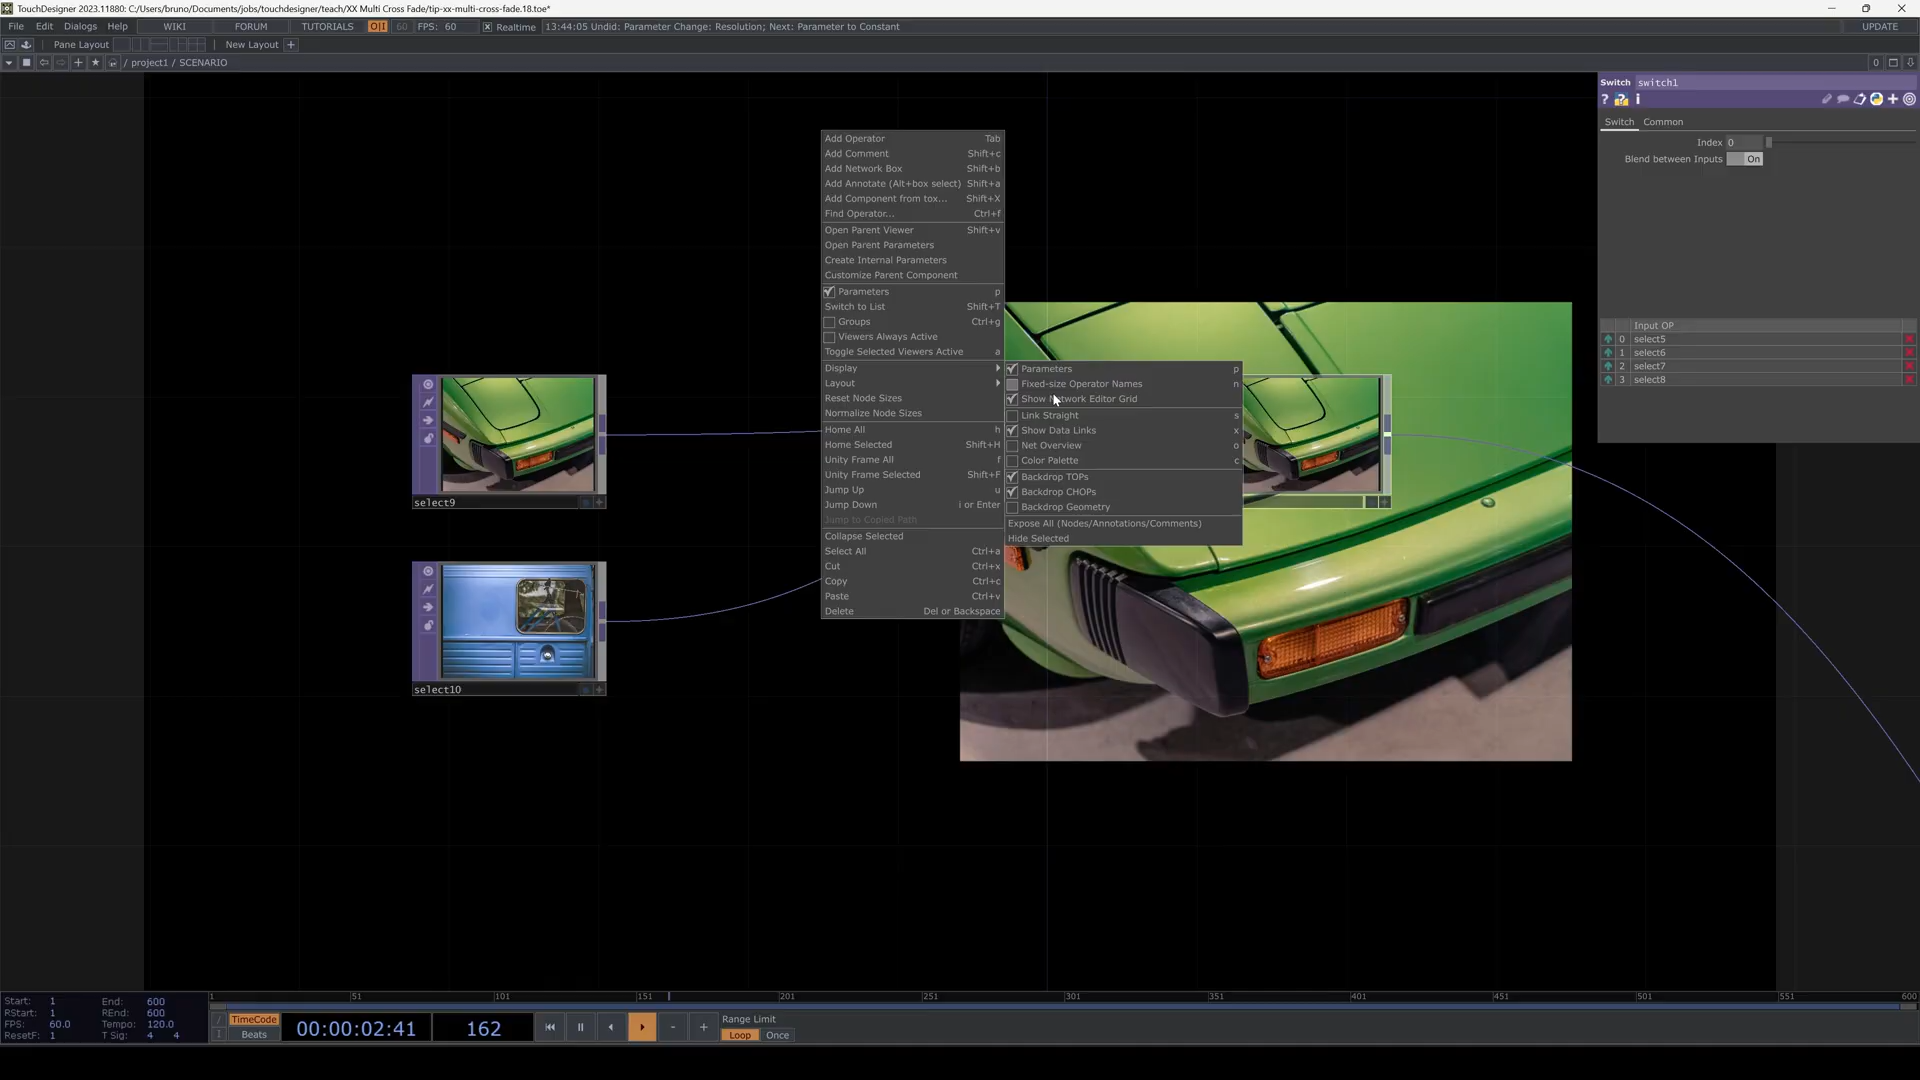 TouchDesigner 2023.11880: C:/Users/bruno/Documents/jobs/touchdesigner/teach/XX Multi Cross Fade/tip-xx-multi-cross-fade.18.toe*
File Edit Dialogs Help WIKI FORUM TUTORIALS O|I 60 FPS: 60 Realtime 13:44:05 Undid: Parameter Change: Resolution; Next: Parameter to Constant UPDATE
Pane Layout New Layout +
/ project1 / SCENARIO 0
Switch switch1
Switch Common
Index 0
Blend between Inputs On
Input OP
0 select5
1 select6
2 select7
3 select8
Add Operator Tab
Add Comment Shift+c
Add Network Box Shift+b
Add Annotate (Alt+box select) Shift+a
Add Component from tox... Shift+X
Find Operator... Ctrl+f
Open Parent Viewer Shift+v
Open Parent Parameters
Create Internal Parameters
Customize Parent Component
Parameters p
Switch to List Shift+T
Groups Ctrl+g
Viewers Always Active
Toggle Selected Viewers Active a
Display
Layout
Reset Node Sizes
Normalize Node Sizes
Home All h
Home Selected Shift+H
Unity Frame All f
Unity Frame Selected Shift+F
Jump Up u
Jump Down i or Enter
Jump to Copied Path
Collapse Selected
Select All Ctrl+a
Cut Ctrl+x
Copy Ctrl+c
Paste Ctrl+v
Delete Del or Backspace
Parameters p
Fixed-size Operator Names n
Show Network Editor Grid
Link Straight s
Show Data Links x
Net Overview o
Color Palette c
Backdrop TOPs
Backdrop CHOPs
Backdrop Geometry
Expose All (Nodes/Annotations/Comments)
Hide Selected
select9
select10
1 51 101 151 201 251 301 351 401 451 501 551 600
Start: 1 End: 600
RStart: 1 REnd: 600
FPS: 60.0 Tempo: 120.0
ResetF: 1 T Sig: 4 4
TimeCode
Beats
00:00:02:41
162
- +
Range Limit
Loop Once